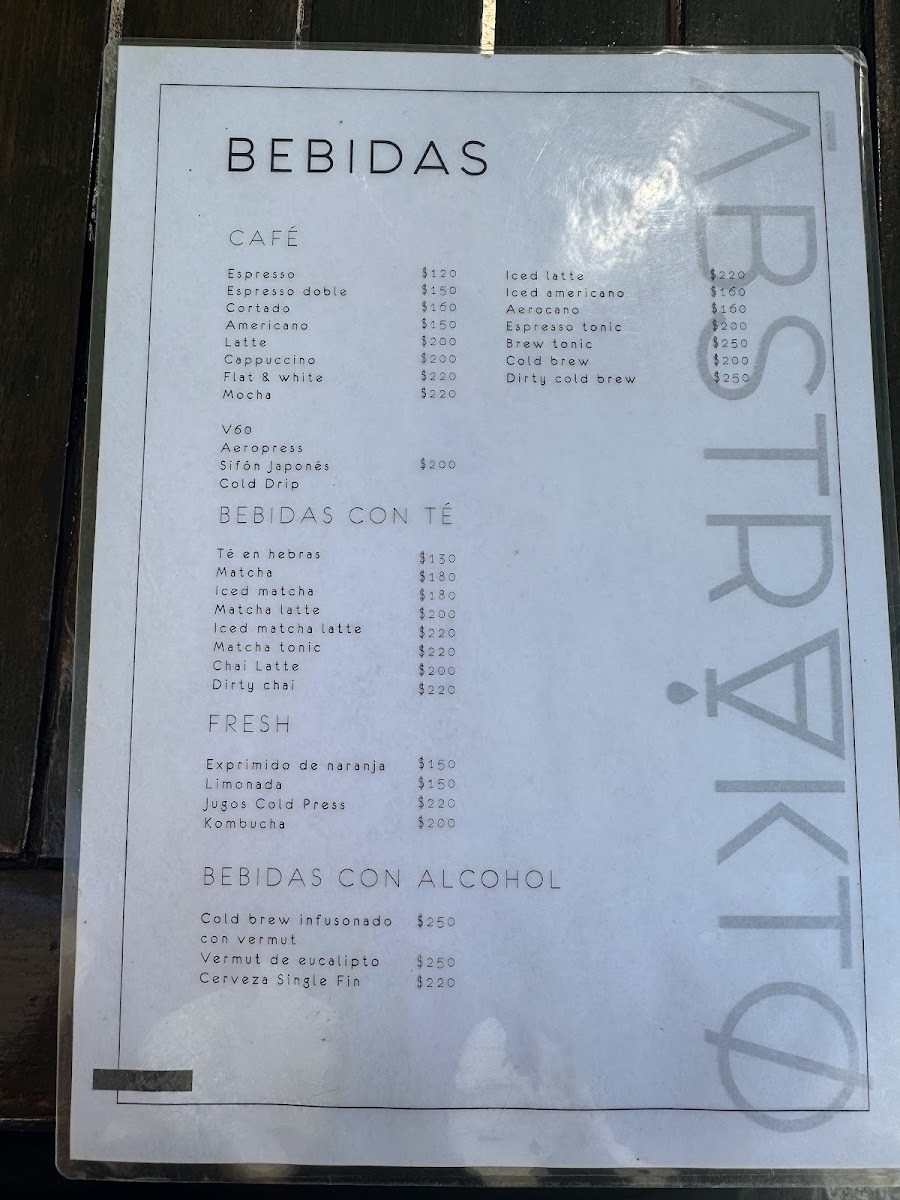 BEBIDAS
CAFÉ
Espresso $120
Espresso doble $150
Cortado $160
Americano $150
Latte $200
Cappuccino $200
Flat & white $220
Mocha $220
Iced latte $220
Iced americano $160
Aerocano $160
Espresso tonic $200
Brew tonic $250
Cold brew $200
Dirty cold brew $250
V60
Aeropress
Sifón Japonés $200
Cold Drip
BEBIDAS CON TÉ
Té en hebras $130
Matcha $180
Iced matcha $180
Matcha latte $200
Iced matcha latte $220
Matcha tonic $220
Chai Latte $200
Dirty chai $220
FRESH
Exprimido de naranja $150
Limonada $150
Jugos Cold Press $220
Kombucha $200
BEBIDAS CON ALCOHOL
Cold brew infusonado $250
con vermut
Vermut de eucalipto $250
Cerveza Single Fin $220
ĀBSTRĄKTØ